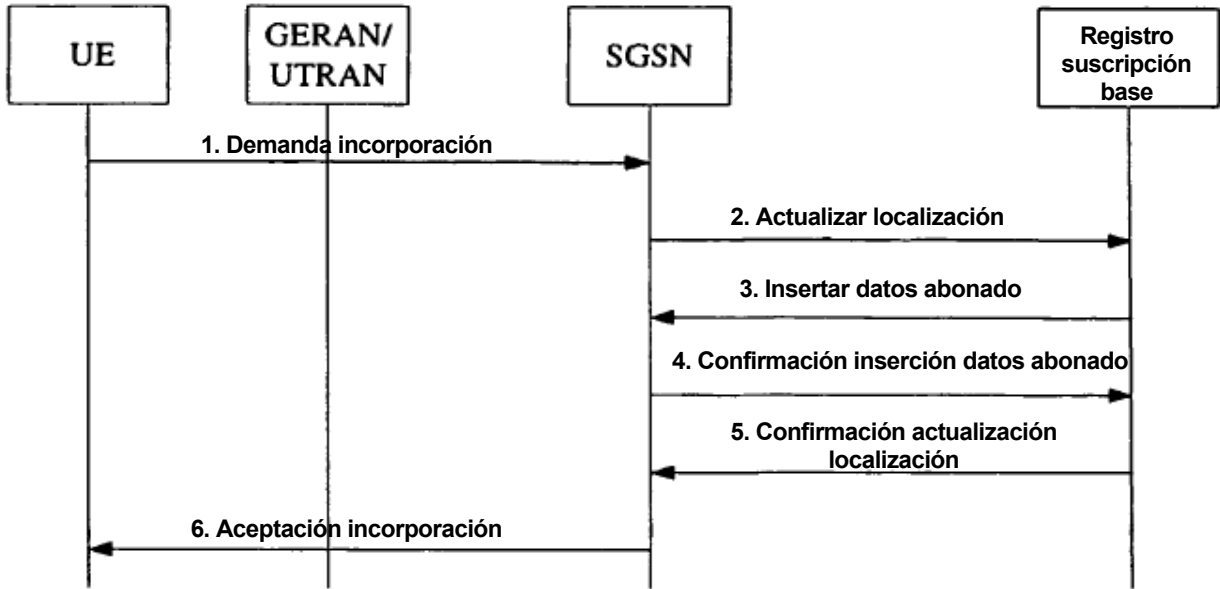 UE
GERAN/
UTRAN
SGSN
Registro
suscripción
base
1. Demanda incorporación
2. Actualizar localización
3. Insertar datos abonado
4. Confirmación inserción datos abonado
5. Confirmación actualización
localización
6. Aceptación incorporación